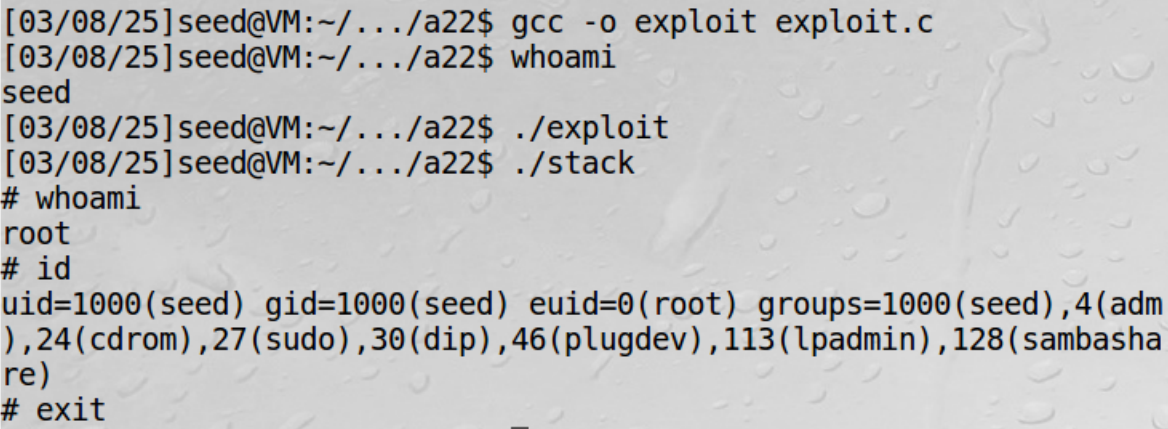 [03/08/25]seed@VM:~/.../a22$ gcc -o exploit exploit.c
[03/08/25]seed@VM:~/.../a22$ whoami
seed
[03/08/25]seed@VM:~/.../a22$ ./exploit
[03/08/25]seed@VM:~/.../a22$ ./stack
# whoami
root
# id
uid=1000(seed) gid=1000(seed) euid=0(root) groups=1000(seed),4(adm
),24(cdrom),27(sudo),30(dip),46(plugdev),113(lpadmin),128(sambasha
re)
# exit